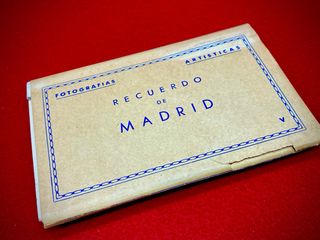 FOTOGRAFIAS ARTISTICAS
RECUERDO
DE
MADRID
V